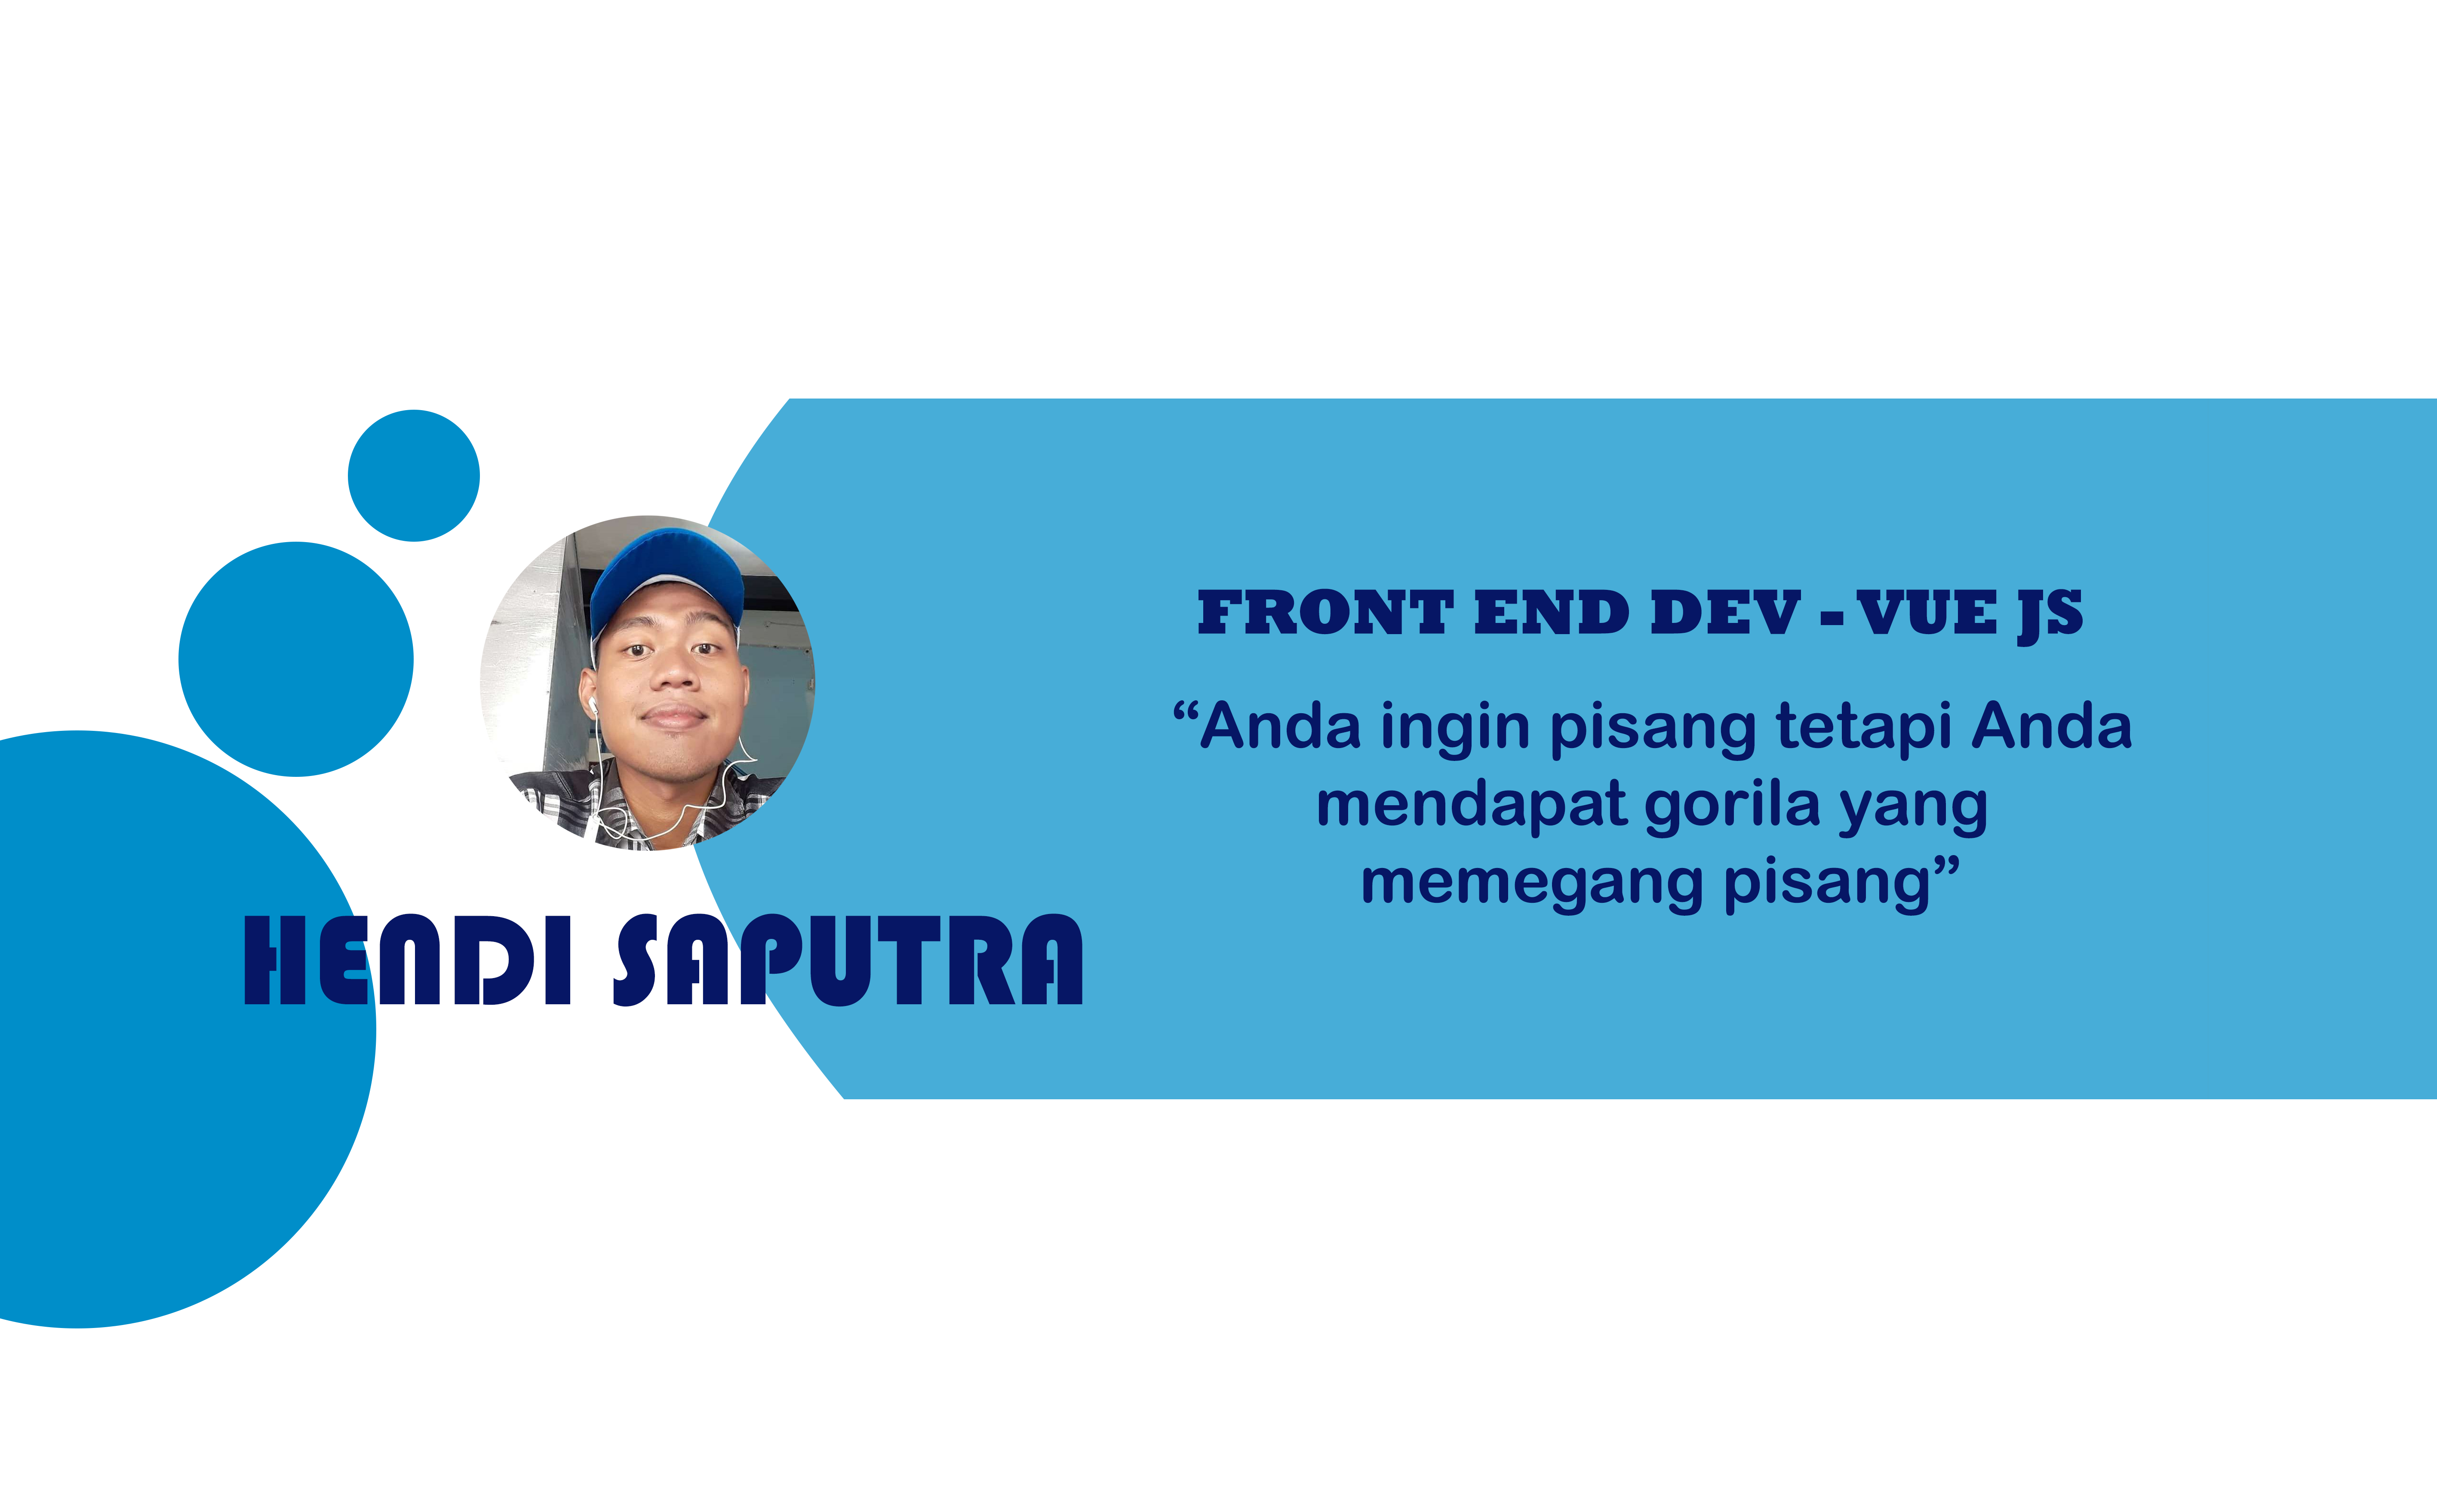 FRONT END DEV - VUE JS
“Anda ingin pisang tetapi Anda
mendapat gorila yang
memegang pisang”
HENDI SAPUTRA